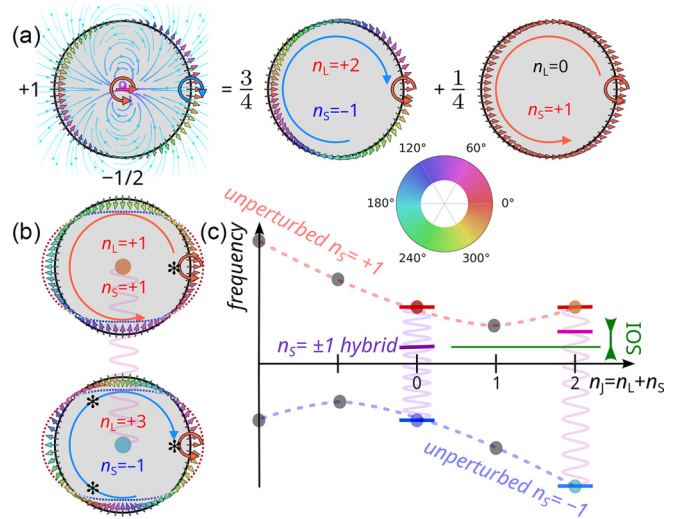 (a)
+1
=
3/4
n_L=+2
n_S=−1
+
1/4
n_L=0
n_S=+1
−1/2
120°
60°
180°
0°
240°
300°
(b)
n_L=+1
n_S=+1
*
*
n_L=+3
*
n_S=−1
*
(c)
frequency
unperturbed n_S= +1
n_S= ±1 hybrid
SOI
0
1
2
n_J=n_L+n_S
unperturbed n_S= −1